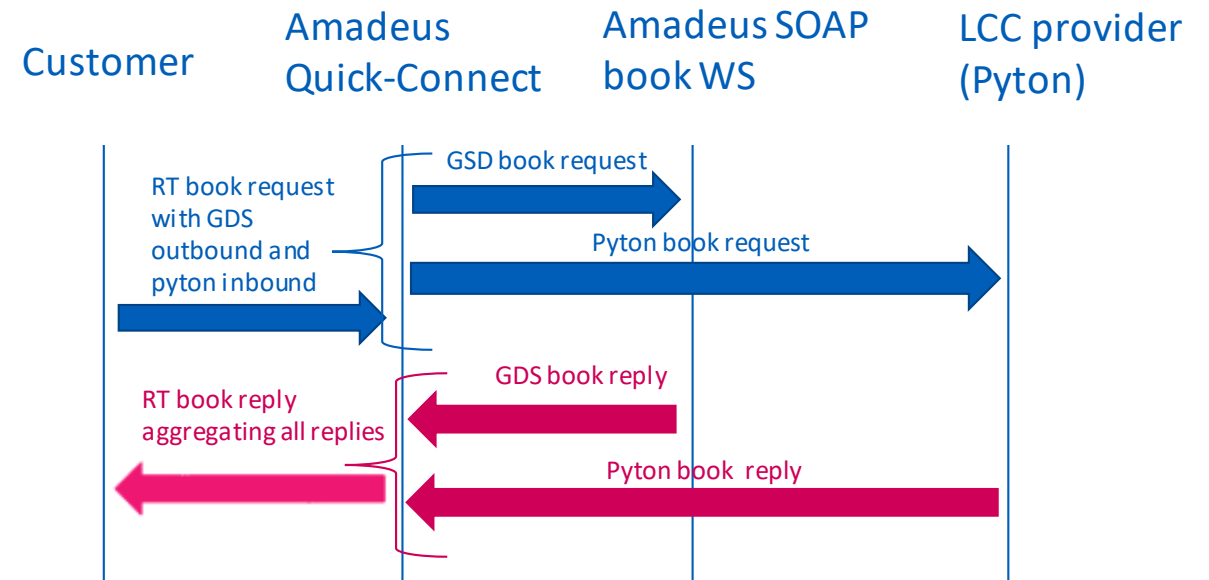 Customer
Amadeus
Quick-Connect
Amadeus SOAP
book WS
LCC provider
(Pyton)
GSD book request
RT book request
with GDS
outbound and
pyton inbound
Pyton book request
GDS book reply
RT book reply
aggregating all replies
Pyton book reply